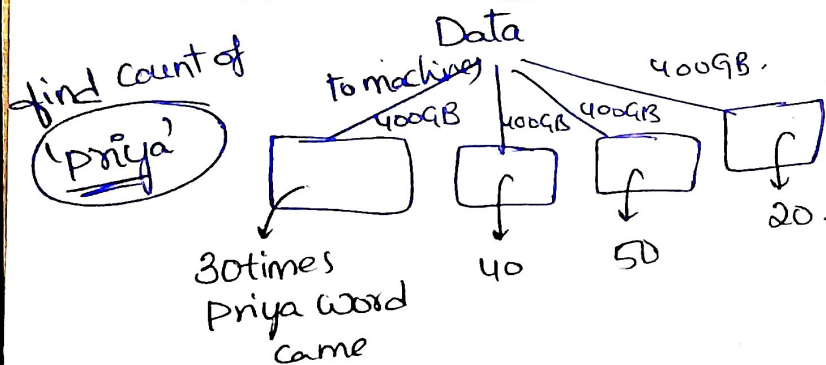 Data
find count of
'priya'
To machines
400GB
400GB
400GB
400GB.
30times
Priya word
came
40
50
20.